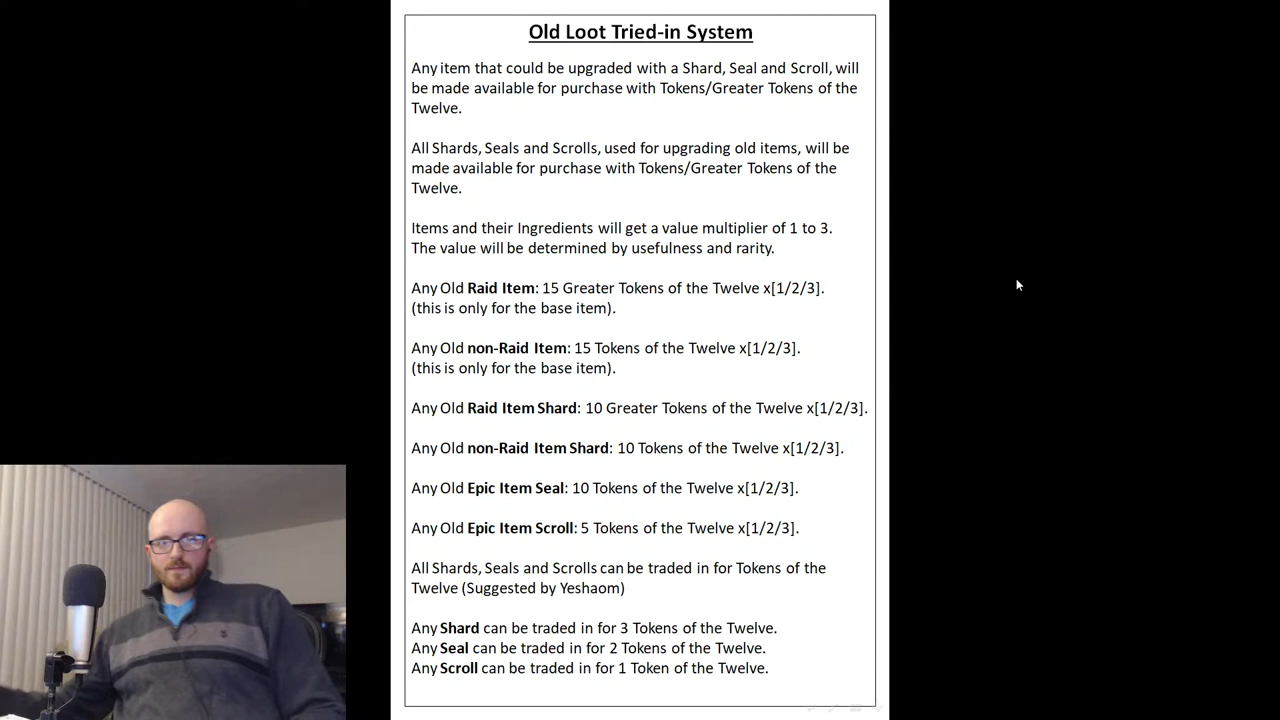 Old Loot Tried-in System
Any item that could be upgraded with a Shard, Seal and Scroll, will
be made available for purchase with Tokens/Greater Tokens of the
Twelve.
All Shards, Seals and Scrolls, used for upgrading old items, will be
made available for purchase with Tokens/Greater Tokens of the
Twelve.
Items and their Ingredients will get a value multiplier of 1 to 3.
The value will be determined by usefulness and rarity.
Any Old Raid Item: 15 Greater Tokens of the Twelve x[1/2/3].
(this is only for the base item).
Any Old non-Raid Item: 15 Tokens of the Twelve x[1/2/3].
(this is only for the base item).
Any Old Raid Item Shard: 10 Greater Tokens of the Twelve x[1/2/3].
Any Old non-Raid Item Shard: 10 Tokens of the Twelve x[1/2/3].
Any Old Epic Item Seal: 10 Tokens of the Twelve x[1/2/3].
Any Old Epic Item Scroll: 5 Tokens of the Twelve x[1/2/3].
All Shards, Seals and Scrolls can be traded in for Tokens of the
Twelve (Suggested by Yeshaom)
Any Shard can be traded in for 3 Tokens of the Twelve.
Any Seal can be traded in for 2 Tokens of the Twelve.
Any Scroll can be traded in for 1 Token of the Twelve.